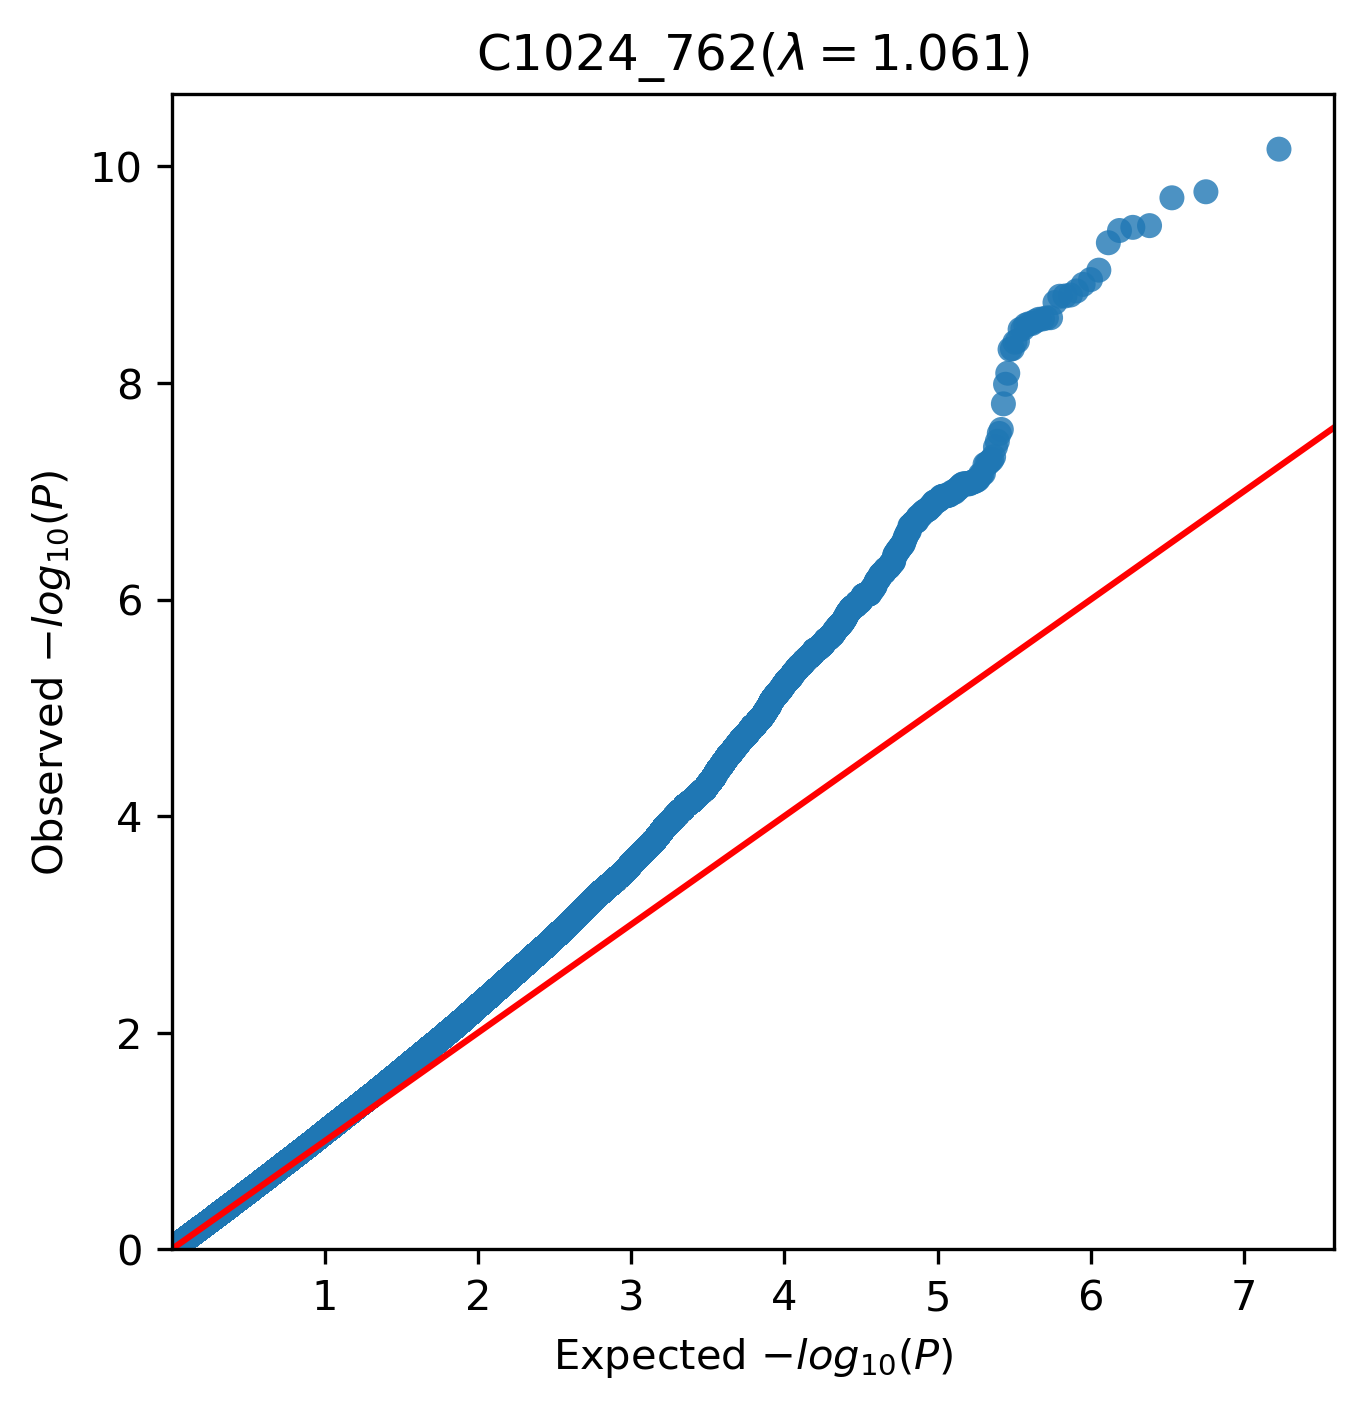 C1024_762(λ = 1.061)
10
8
6
4
2
0
Observed −log₁₀(P)
1 2 3 4 5 6 7
Expected −log₁₀(P)